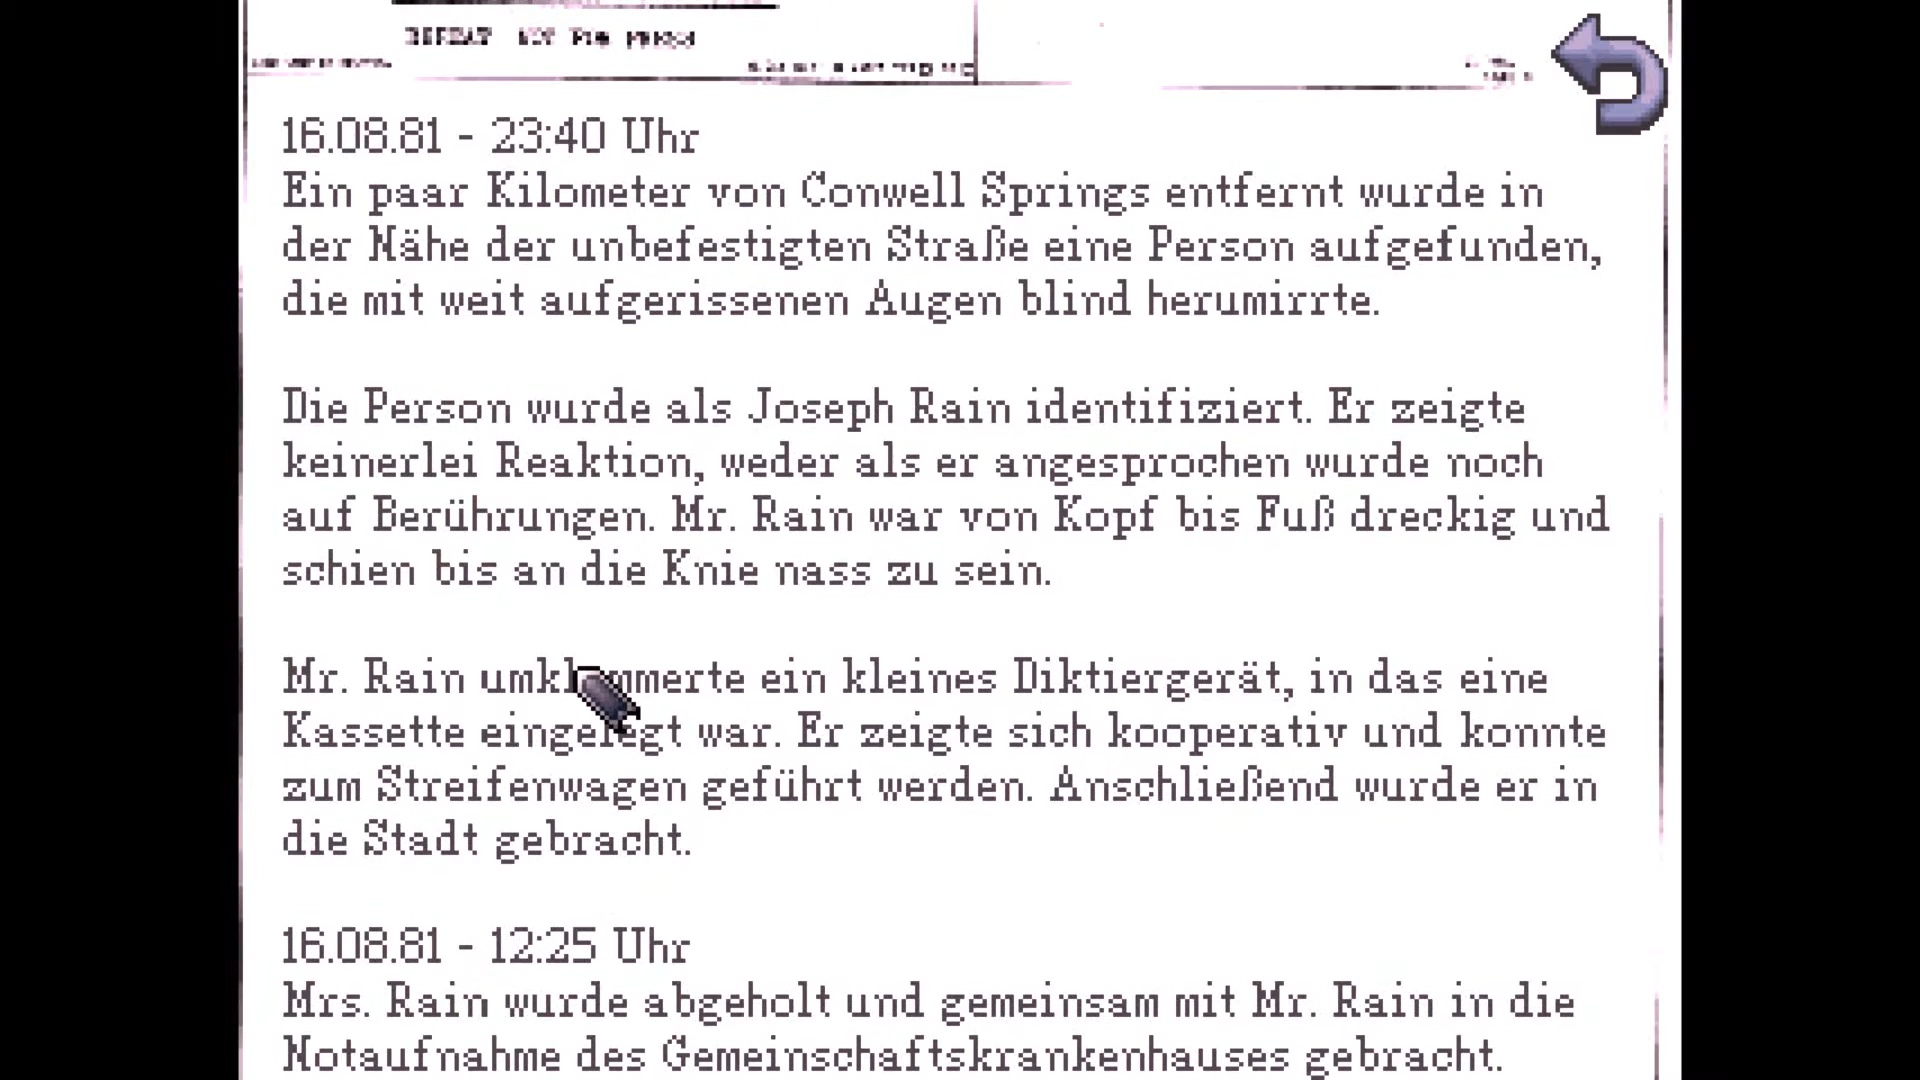 16.08.81 - 23:40 Uhr
Ein paar Kilometer von Conwell Springs entfernt wurde in
der Nähe der unbefestigten Straße eine Person aufgefunden,
die mit weit aufgerissenen Augen blind herumirrte.
Die Person wurde als Joseph Rain identifiziert. Er zeigte
keinerlei Reaktion, weder als er angesprochen wurde noch
auf Berührungen. Mr. Rain war von Kopf bis Fuß dreckig und
schien bis an die Knie nass zu sein.
Mr. Rain umklammerte ein kleines Diktiergerät, in das eine
Kassette eingelegt war. Er zeigte sich kooperativ und konnte
zum Streifenwagen geführt werden. Anschließend wurde er in
die Stadt gebracht.
16.08.81 - 12:25 Uhr
Mrs. Rain wurde abgeholt und gemeinsam mit Mr. Rain in die
Notaufnahme des Gemeinschaftskrankenhauses gebracht.